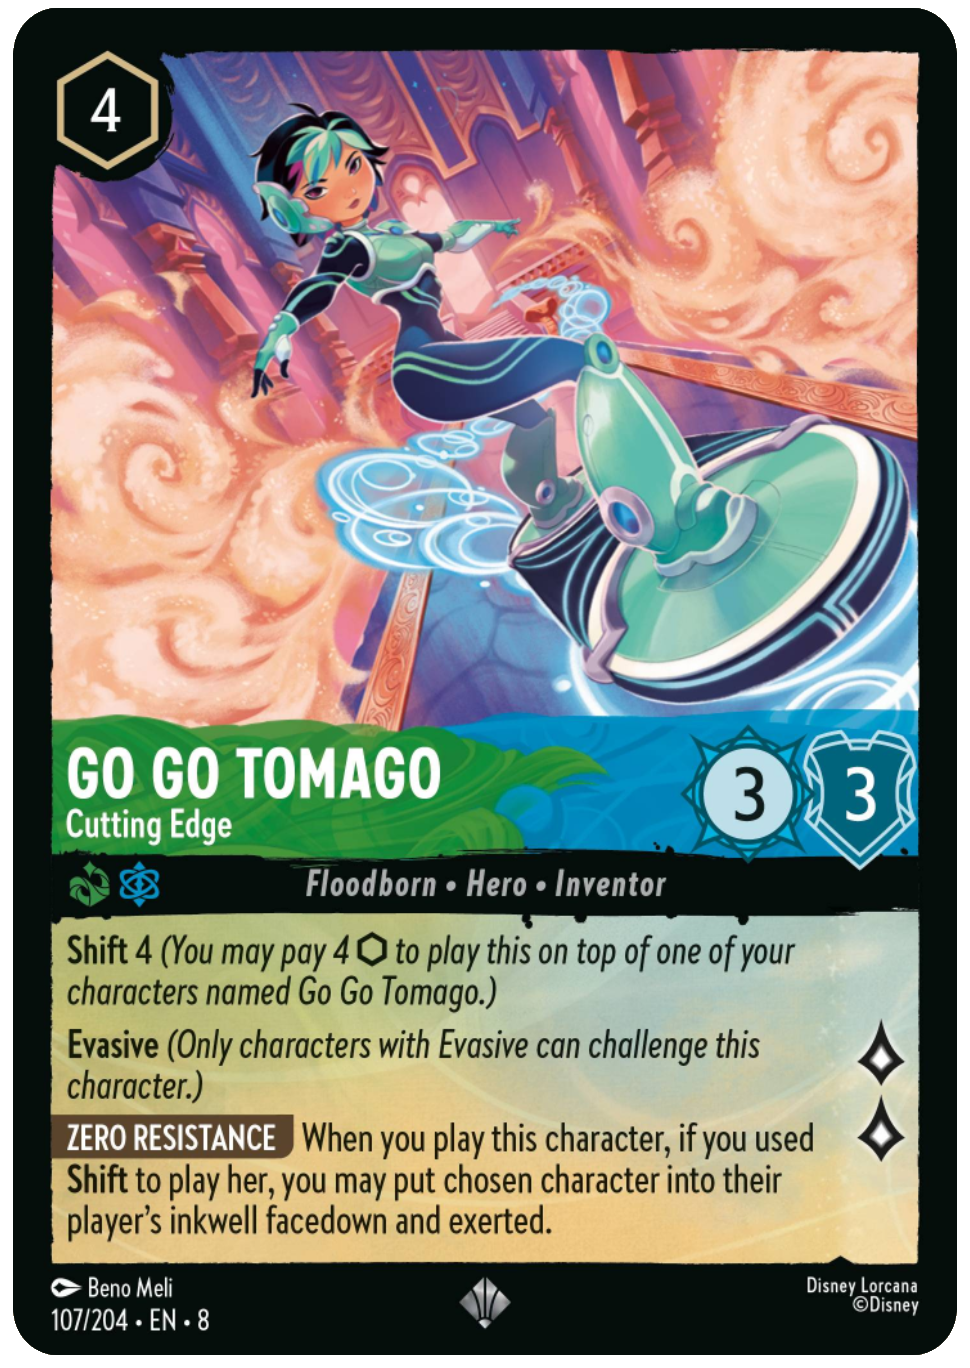 4
GO GO TOMAGO
Cutting Edge
3
3
Floodborn • Hero • Inventor
Shift 4 (You may pay 4 ⬡ to play this on top of one of your
characters named Go Go Tomago.)
Evasive (Only characters with Evasive can challenge this
character.)
ZERO RESISTANCE When you play this character, if you used
Shift to play her, you may put chosen character into their
player's inkwell facedown and exerted.
Beno Meli
107/204 • EN • 8
Disney Lorcana
©Disney